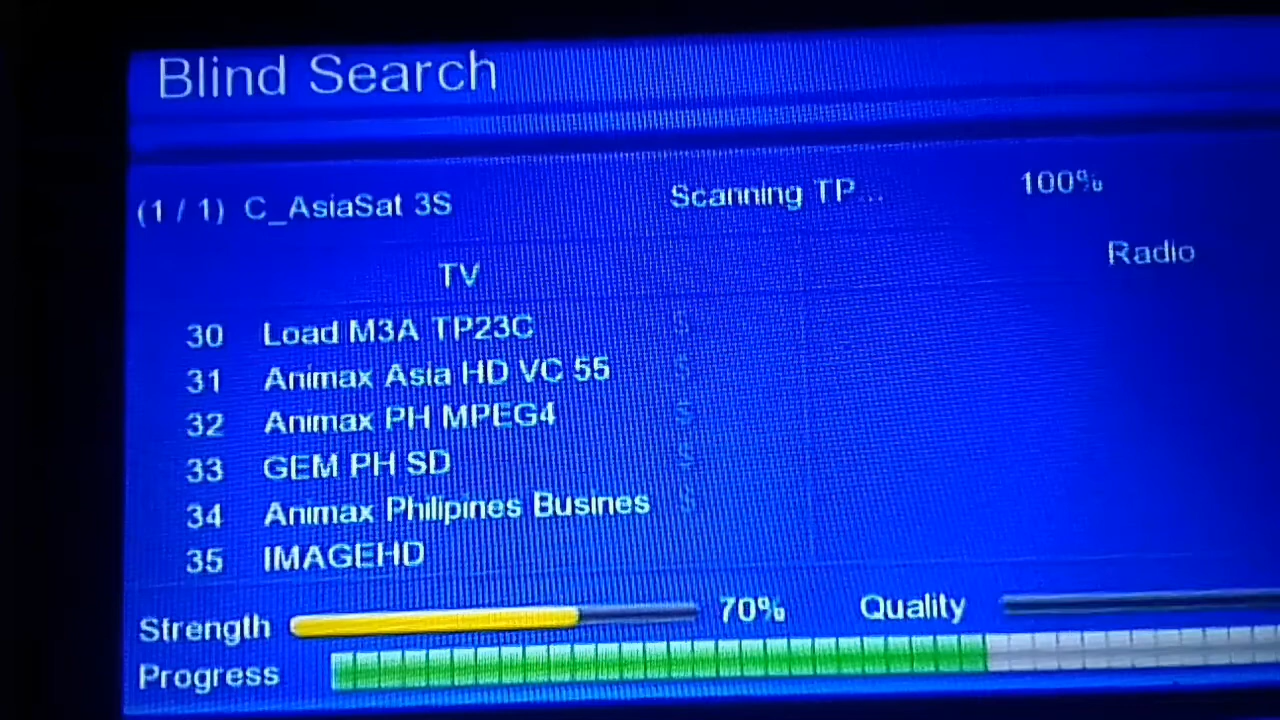 Blind Search
(1 / 1) C_AsiaSat 3S Scanning TP... 100%
TV Radio
30 Load M3A TP23C $
31 Animax Asia HD VC 55 $
32 Animax PH MPEG4 $
33 GEM PH SD $
34 Animax Philipines Busines $
35 IMAGEHD
Strength 70% Quality
Progress